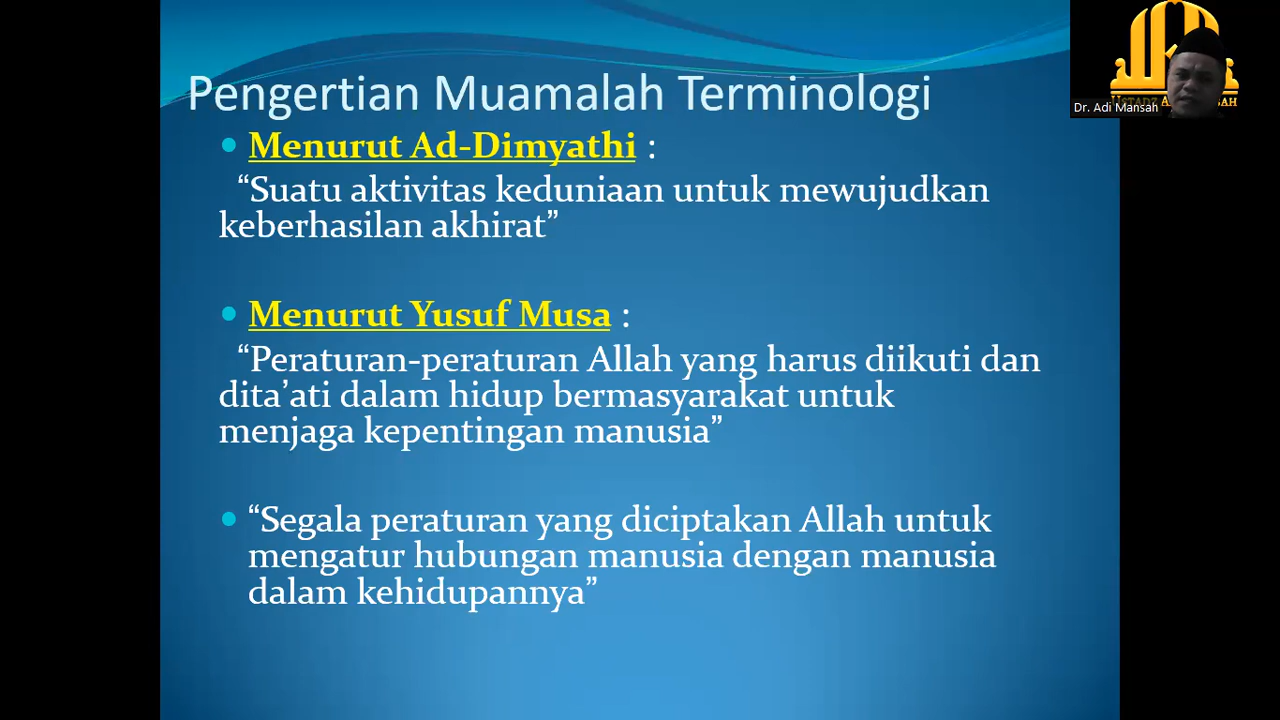 Pengertian Muamalah Terminologi
Menurut Ad-Dimyathi :
“Suatu aktivitas keduniaan untuk mewujudkan
keberhasilan akhirat”
Menurut Yusuf Musa :
“Peraturan-peraturan Allah yang harus diikuti dan
dita’ati dalam hidup bermasyarakat untuk
menjaga kepentingan manusia”
“Segala peraturan yang diciptakan Allah untuk
mengatur hubungan manusia dengan manusia
dalam kehidupannya”
Dr. Adi Mansah